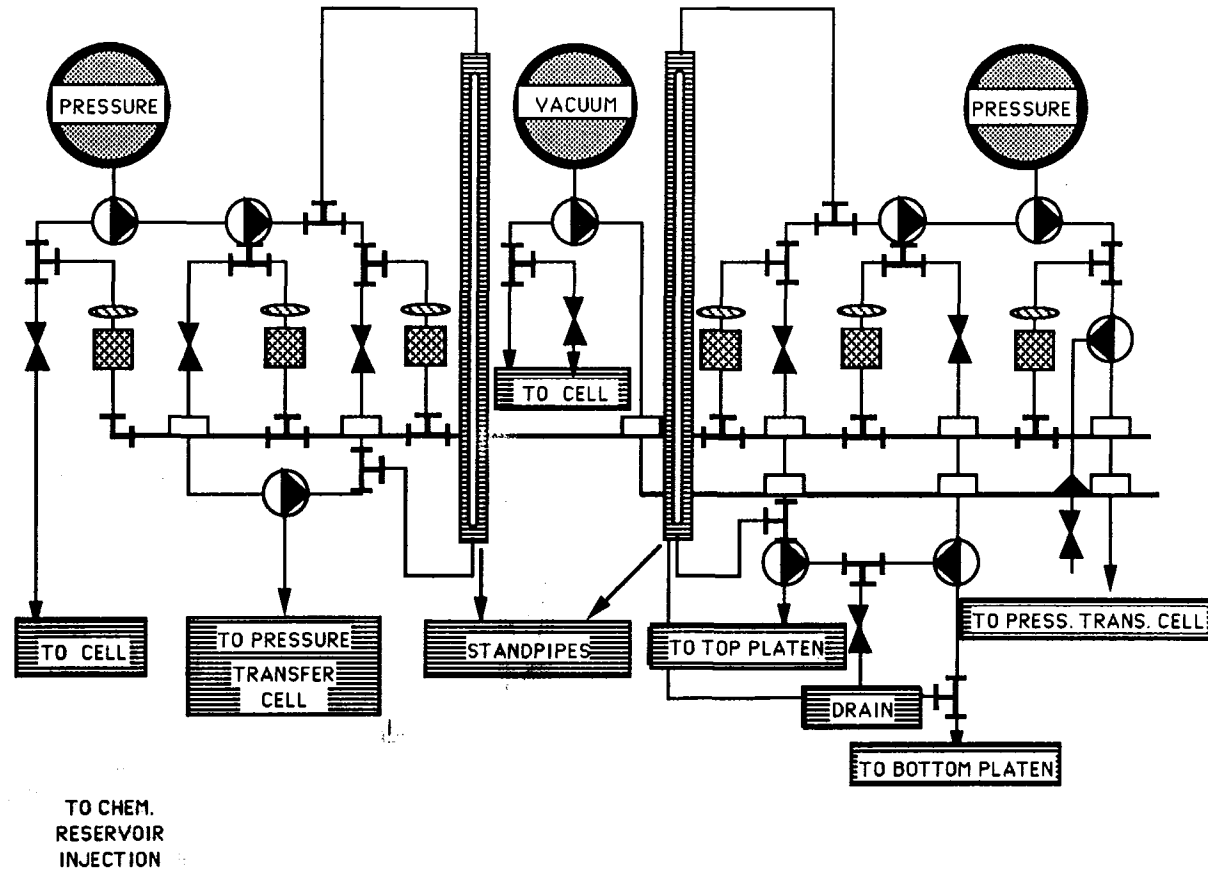 PRESSURE
VACUUM
PRESSURE
TO CELL
TO CELL
TO PRESSURE
TRANSFER
CELL
STANDPIPES
TO TOP PLATEN
TO PRESS. TRANS. CELL
DRAIN
TO BOTTOM PLATEN
TO CHEM.
RESERVOIR
INJECTION